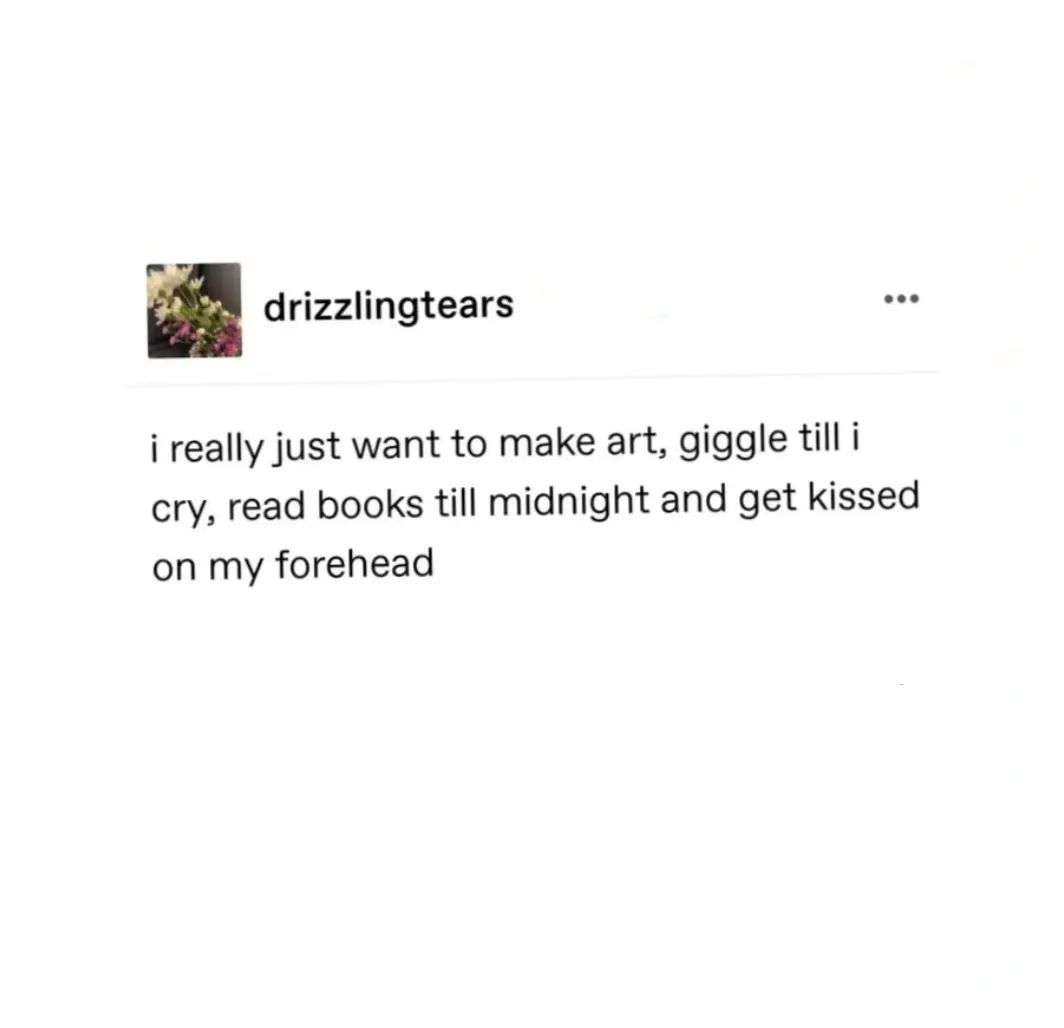 drizzlingtears
i really just want to make art, giggle till i
cry, read books till midnight and get kissed
on my forehead